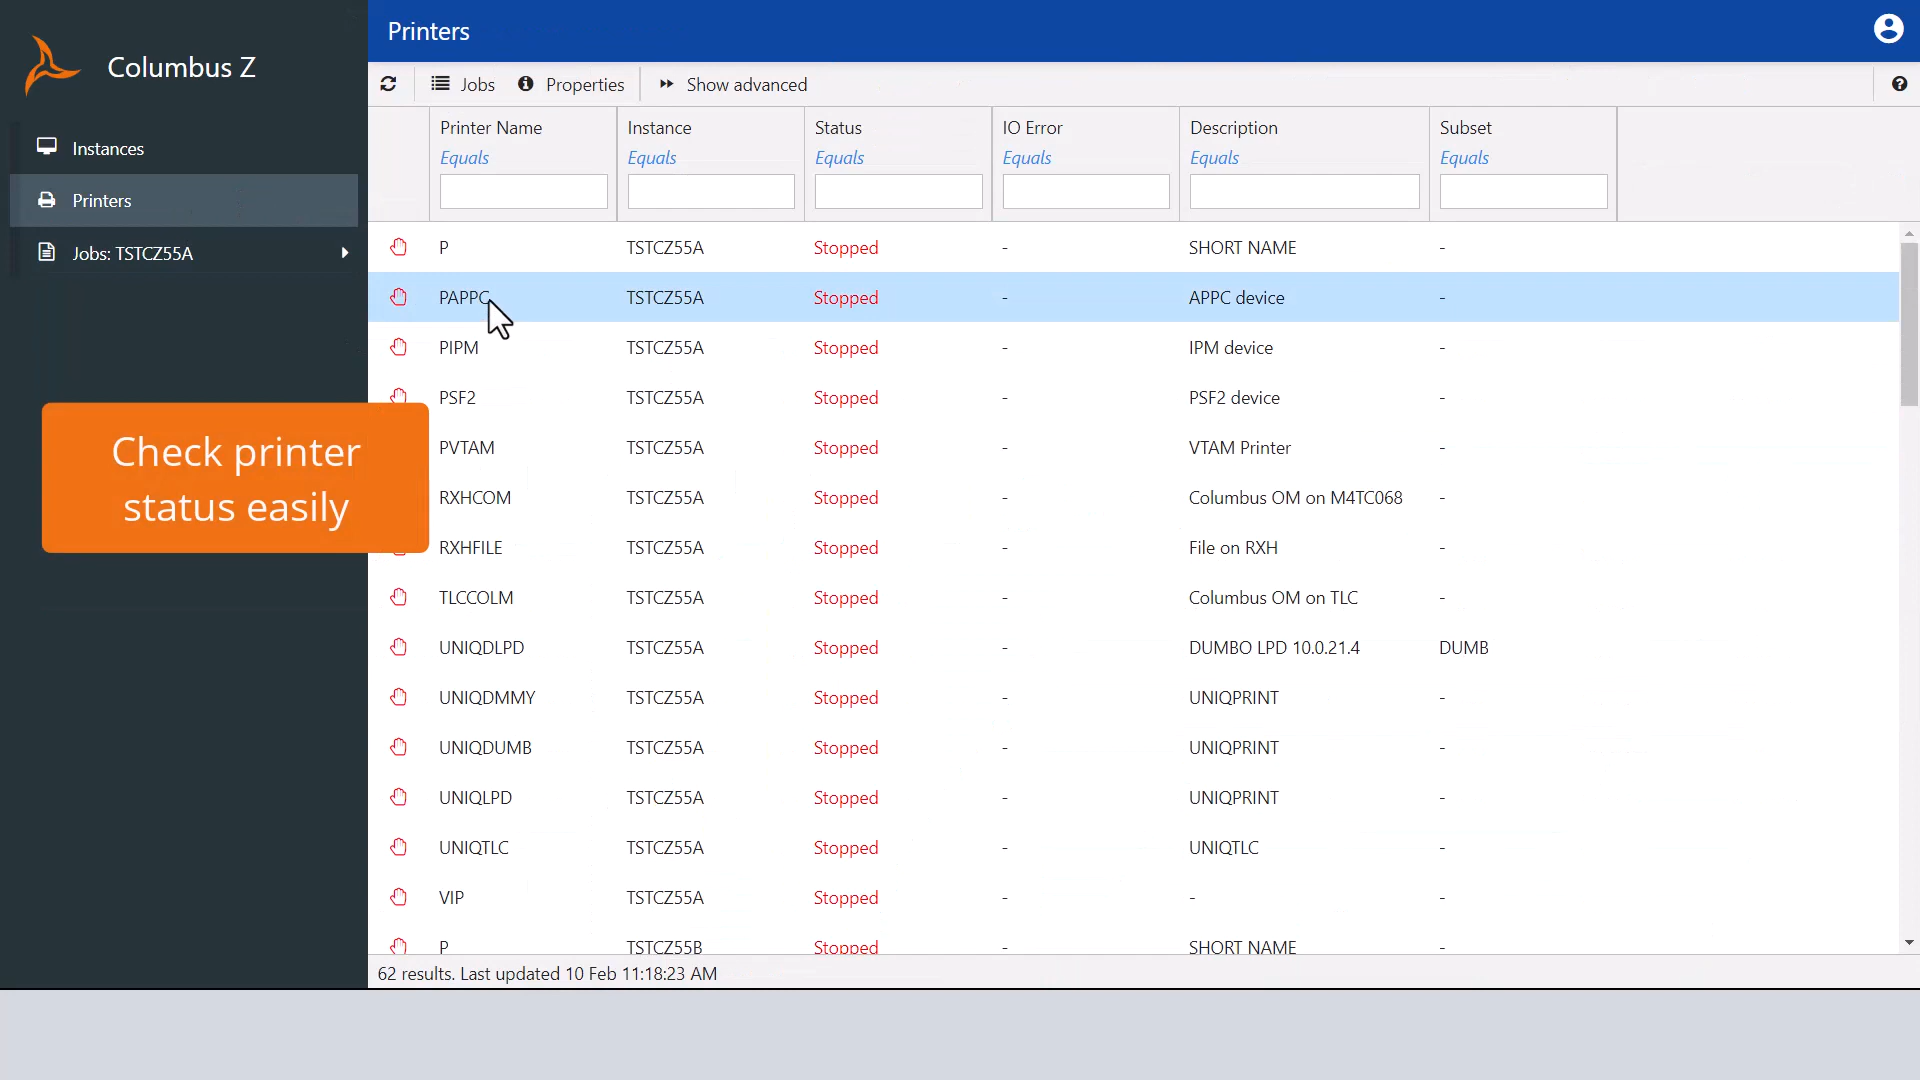 Columbus Z
Printers
Instances
Printers
Jobs: TSTCZ55A
Jobs Properties Show advanced
Printer Name Instance Status IO Error Description Subset
Equals Equals Equals Equals Equals Equals
P TSTCZ55A Stopped - SHORT NAME -
PAPPC TSTCZ55A Stopped - APPC device -
PIPM TSTCZ55A Stopped - IPM device -
PSF2 TSTCZ55A Stopped - PSF2 device -
PVTAM TSTCZ55A Stopped - VTAM Printer -
RXHCOM TSTCZ55A Stopped - Columbus OM on M4TC068 -
RXHFILE TSTCZ55A Stopped - File on RXH -
TLCCOLM TSTCZ55A Stopped - Columbus OM on TLC -
UNIQDLPD TSTCZ55A Stopped - DUMBO LPD 10.0.21.4 DUMB
UNIQDMMY TSTCZ55A Stopped - UNIQPRINT -
UNIQDUMB TSTCZ55A Stopped - UNIQPRINT -
UNIQLPD TSTCZ55A Stopped - UNIQPRINT -
UNIQTLC TSTCZ55A Stopped - UNIQTLC -
VIP TSTCZ55A Stopped - - -
P TSTCZ55B Stopped - SHORT NAME -
62 results. Last updated 10 Feb 11:18:23 AM
Check printer
status easily